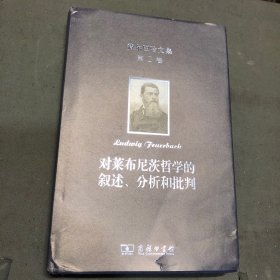 费尔巴哈文集
第2卷
Ludwig Feuerbach
对莱布尼茨哲学的
叙述、分析和批判
商务印书馆